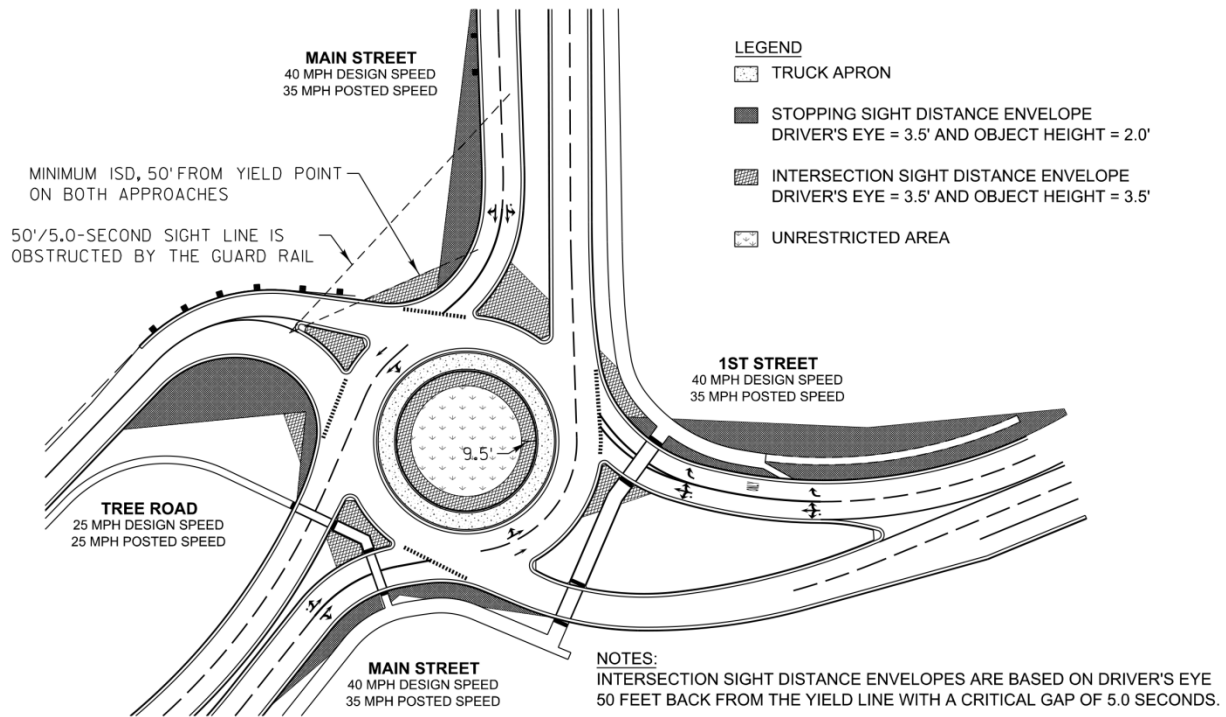 MAIN STREET
40 MPH DESIGN SPEED
35 MPH POSTED SPEED
LEGEND
TRUCK APRON
STOPPING SIGHT DISTANCE ENVELOPE
DRIVER'S EYE = 3.5' AND OBJECT HEIGHT = 2.0'
INTERSECTION SIGHT DISTANCE ENVELOPE
DRIVER'S EYE = 3.5' AND OBJECT HEIGHT = 3.5'
UNRESTRICTED AREA
MINIMUM ISD, 50' FROM YIELD POINT
ON BOTH APPROACHES
50'/5.0-SECOND SIGHT LINE IS
OBSTRUCTED BY THE GUARD RAIL
1ST STREET
40 MPH DESIGN SPEED
35 MPH POSTED SPEED
9.5'
TREE ROAD
25 MPH DESIGN SPEED
25 MPH POSTED SPEED
MAIN STREET
40 MPH DESIGN SPEED
35 MPH POSTED SPEED
NOTES:
INTERSECTION SIGHT DISTANCE ENVELOPES ARE BASED ON DRIVER'S EYE
50 FEET BACK FROM THE YIELD LINE WITH A CRITICAL GAP OF 5.0 SECONDS.